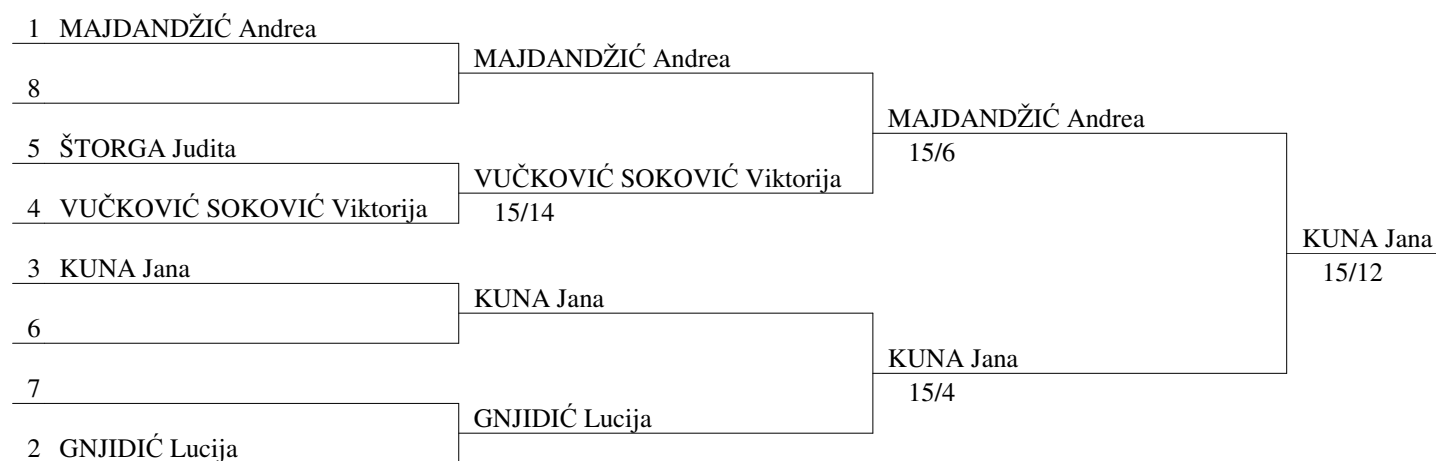 1 MAJDANDŽIĆ Andrea
MAJDANDŽIĆ Andrea
8
MAJDANDŽIĆ Andrea
15/6
5 ŠTORGA Judita
VUČKOVIĆ SOKOVIĆ Viktorija
15/14
4 VUČKOVIĆ SOKOVIĆ Viktorija
KUNA Jana
15/12
3 KUNA Jana
KUNA Jana
6
KUNA Jana
15/4
7
GNJIDIĆ Lucija
2 GNJIDIĆ Lucija